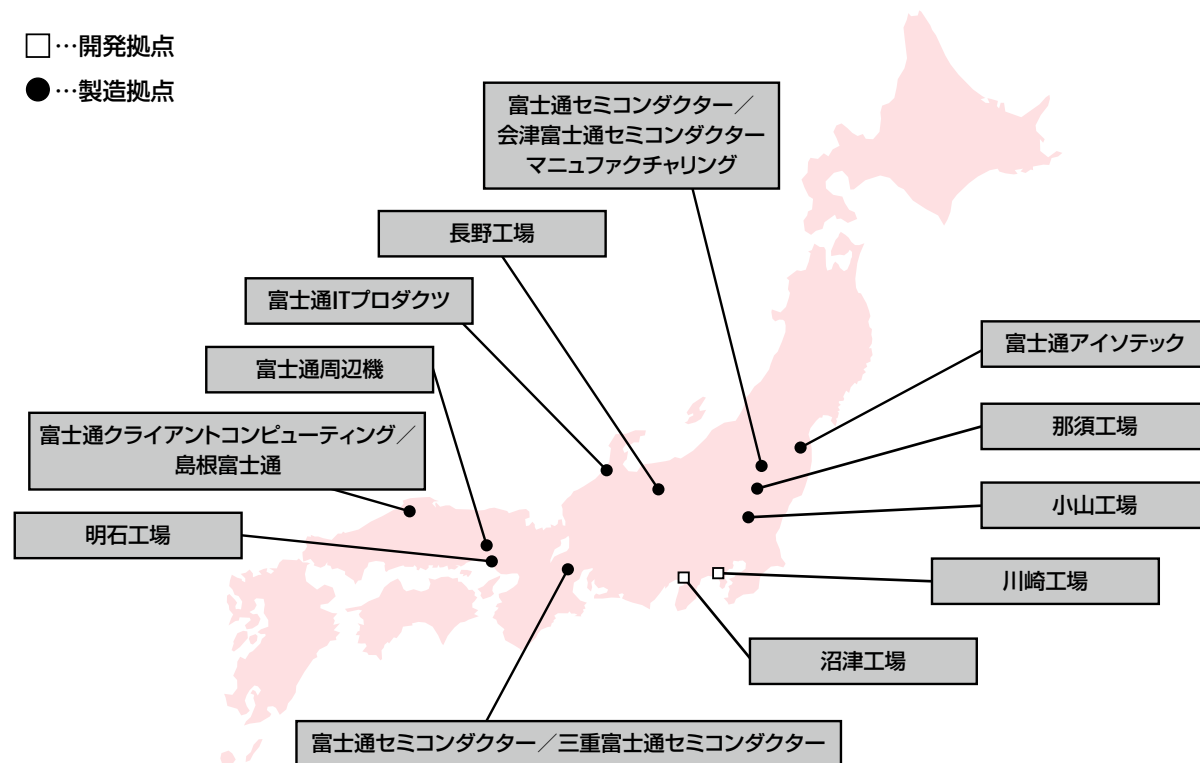 □…開発拠点
●…製造拠点
富士通セミコンダクター／
会津富士通セミコンダクター
マニュファクチャリング
長野工場
富士通ITプロダクツ
富士通周辺機
富士通クライアントコンピューティング／
島根富士通
明石工場
富士通アイソテック
那須工場
小山工場
川崎工場
沼津工場
富士通セミコンダクター／三重富士通セミコンダクター